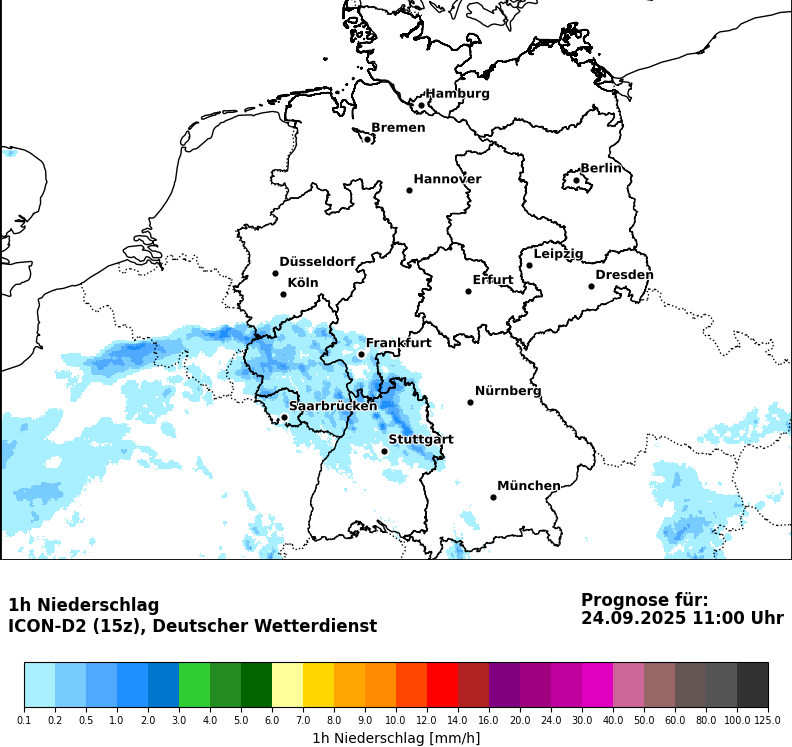 Hamburg
Bremen
Berlin
Hannover
Leipzig
Düsseldorf
Dresden
Köln
Erfurt
Frankfurt
Nürnberg
Saarbrücken
Stuttgart
München
1h Niederschlag
ICON-D2 (15z), Deutscher Wetterdienst
Prognose für:
24.09.2025 11:00 Uhr
0.1 0.2 0.5 1.0 2.0 3.0 4.0 5.0 6.0 7.0 8.0 9.0 10.0 12.0 14.0 16.0 20.0 24.0 30.0 40.0 50.0 60.0 80.0 100.0 125.0
1h Niederschlag [mm/h]